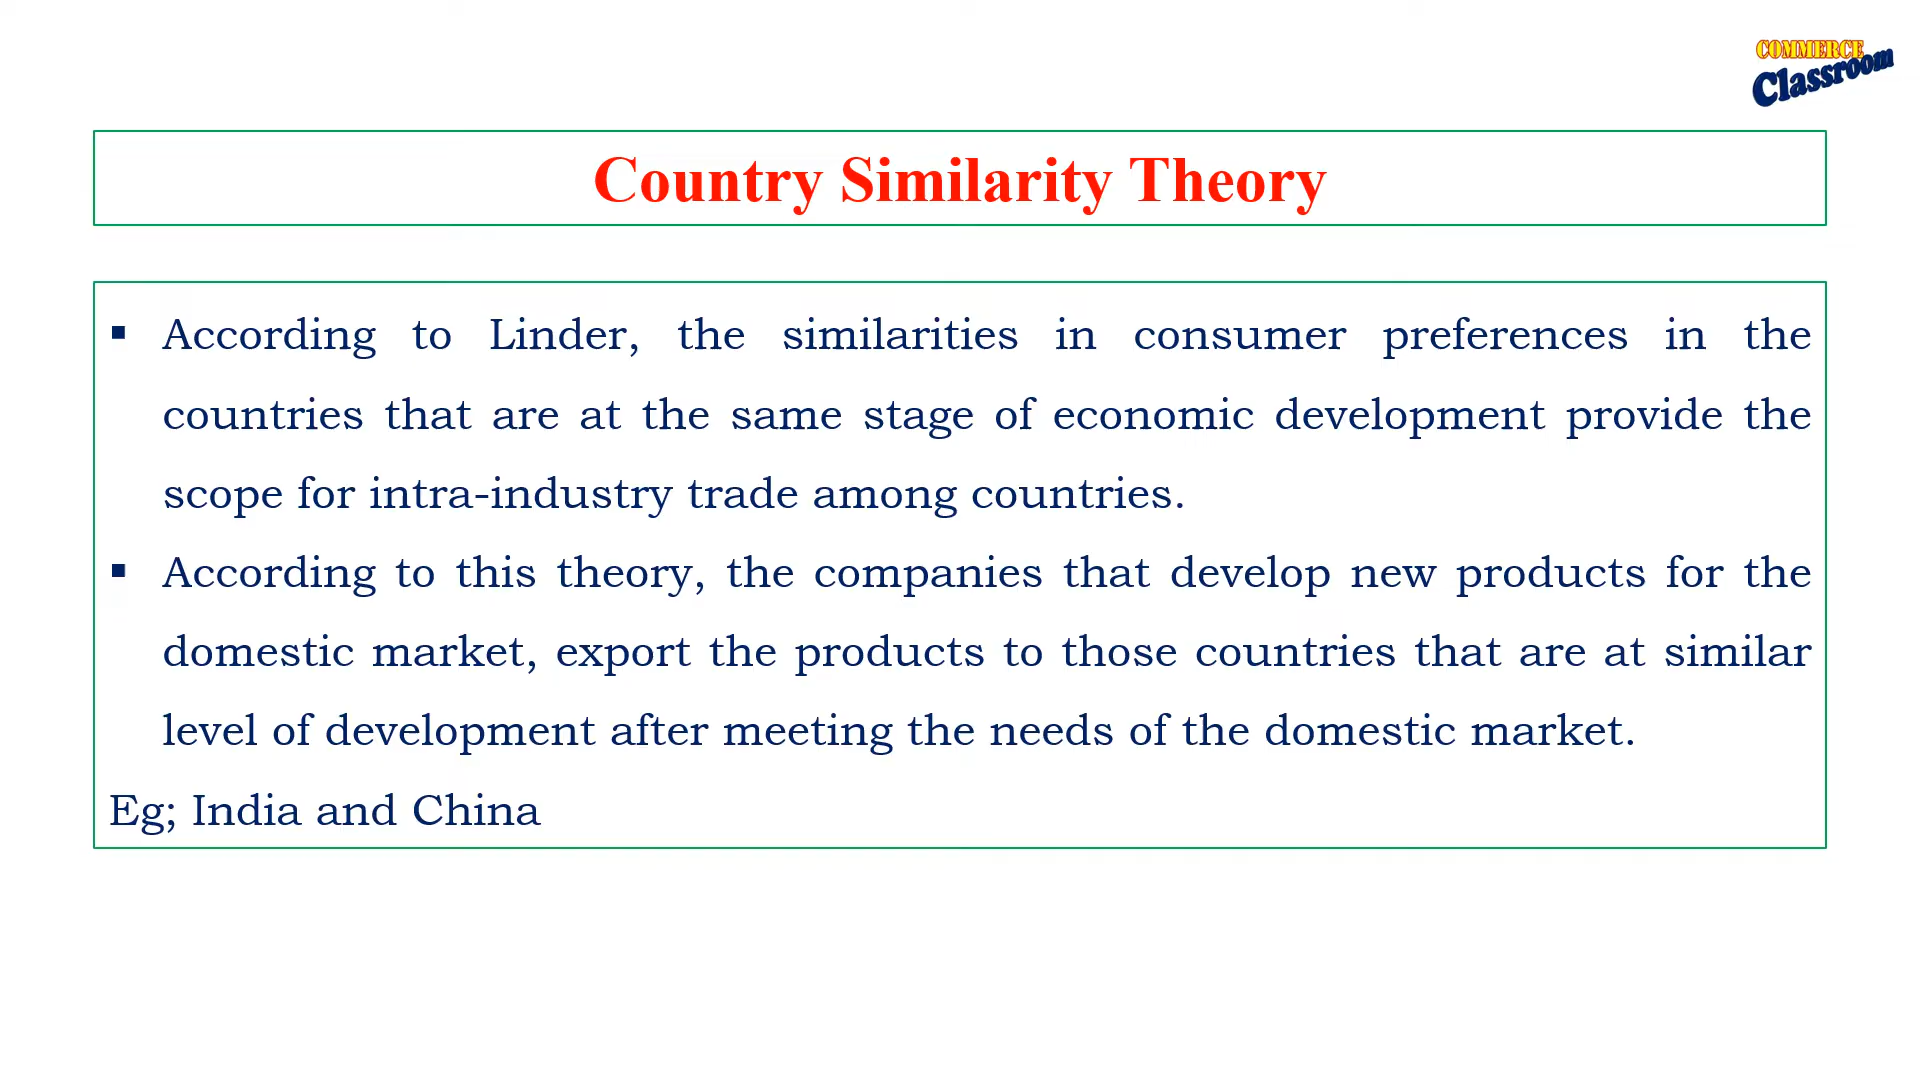 COMMERCE
Classroom
Country Similarity Theory
▪ According to Linder, the similarities in consumer preferences in the
countries that are at the same stage of economic development provide the
scope for intra-industry trade among countries.
▪ According to this theory, the companies that develop new products for the
domestic market, export the products to those countries that are at similar
level of development after meeting the needs of the domestic market.
Eg; India and China